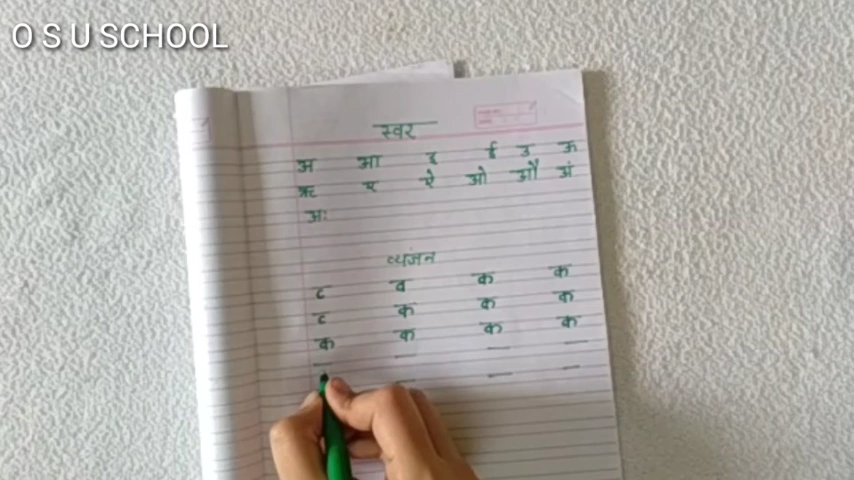 O S U SCHOOL
स्वर
अ आ इ ई उ ऊ
ऋ ए ऐ ओ औ अं
अः
व्यंजन
व क क
क क क
क क क क